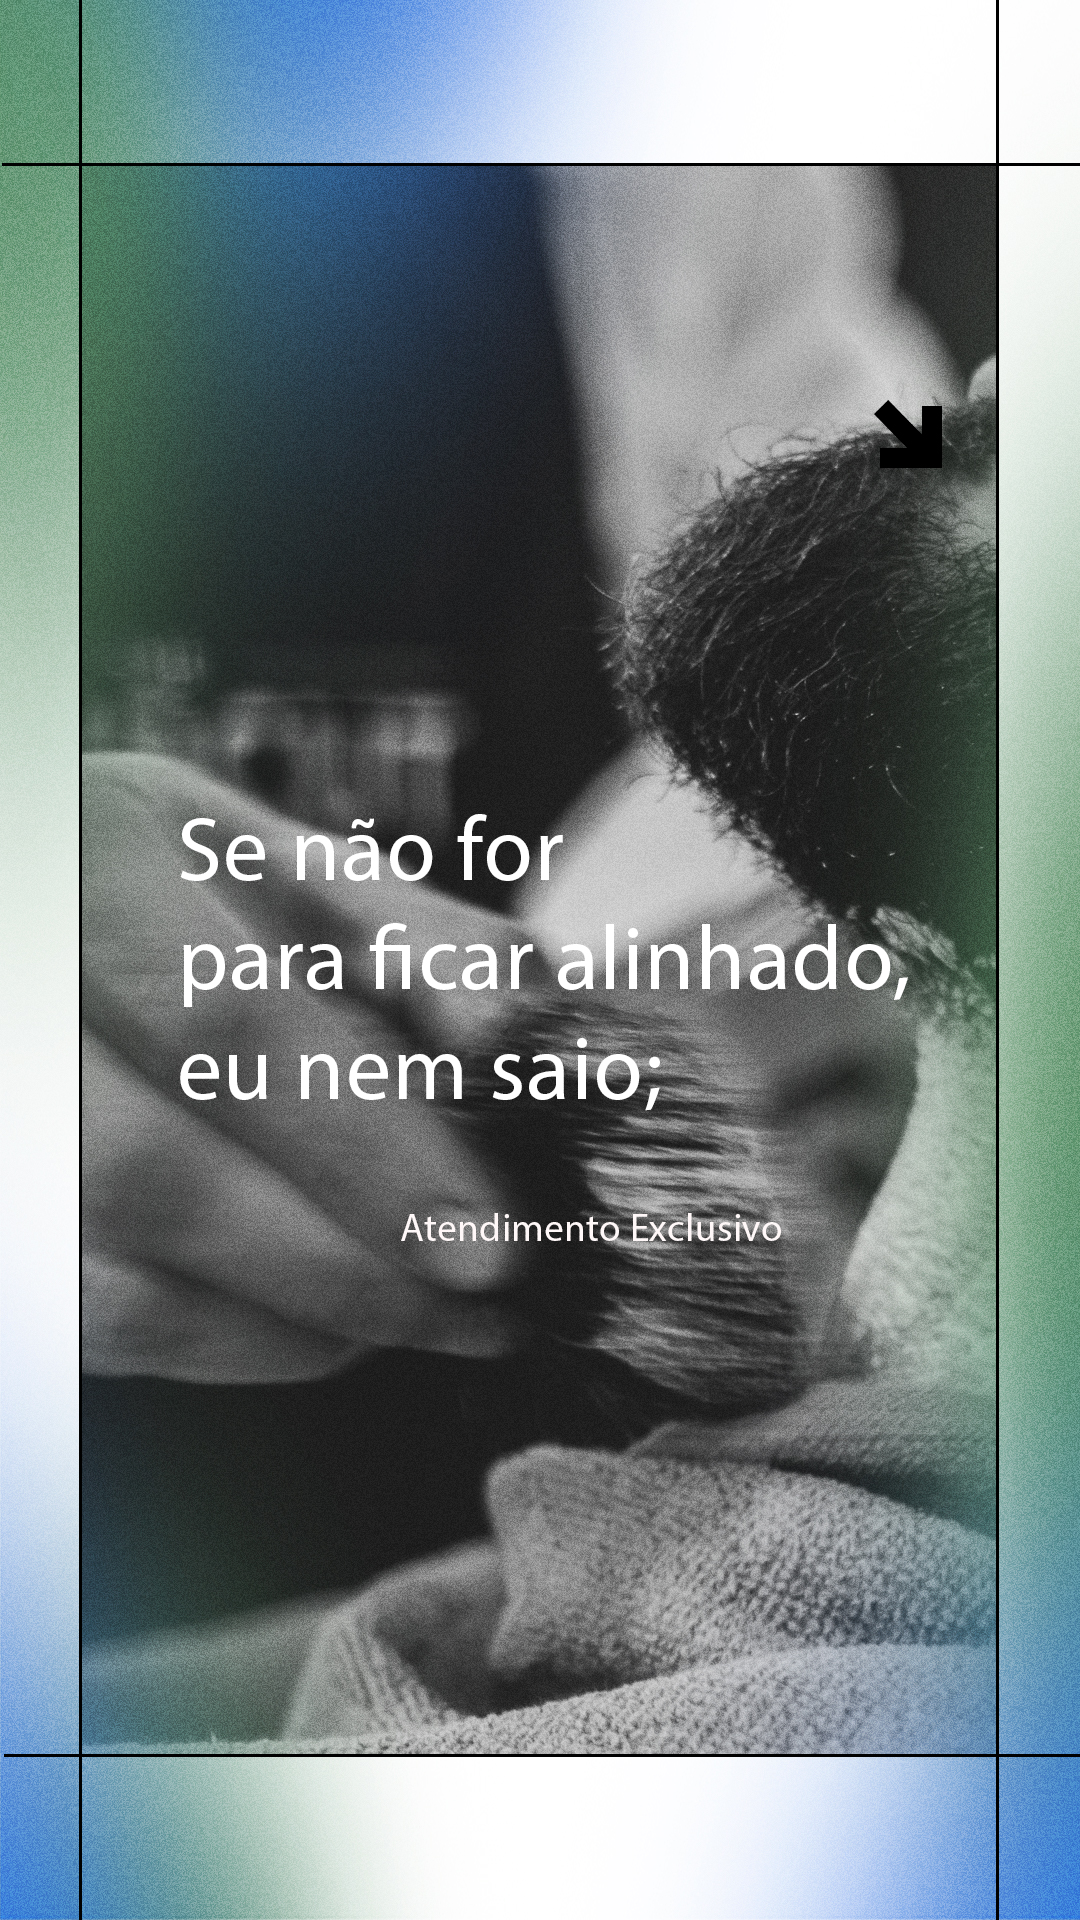 Se não for
para ficar alinhado,
eu nem saio;
Atendimento Exclusivo